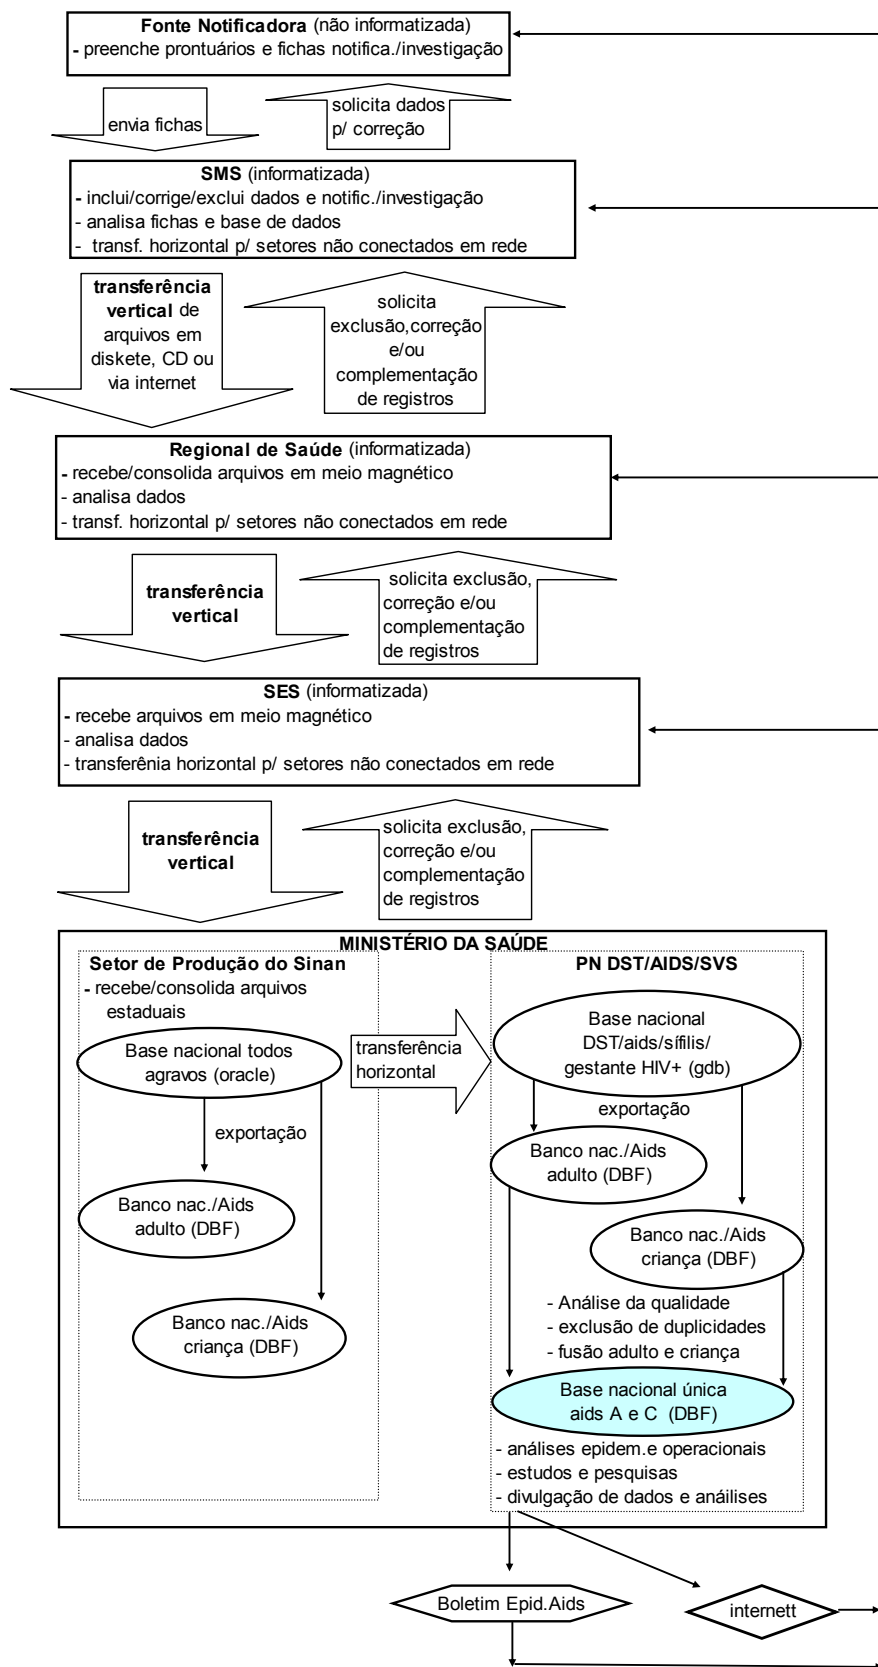 Fonte Notificadora (não informatizada)
- preenche prontuários e fichas notifica./investigação
envia fichas
solicita dados
p/ correção
SMS (informatizada)
- inclui/corrige/exclui dados e notific./investigação
- analisa fichas e base de dados
- transf. horizontal p/ setores não conectados em rede
transferência
vertical de
arquivos em
diskete, CD ou
via internet
solicita
exclusão,correção
e/ou
complementação
de registros
Regional de Saúde (informatizada)
- recebe/consolida arquivos em meio magnético
- analisa dados
- transf. horizontal p/ setores não conectados em rede
transferência
vertical
solicita exclusão,
correção e/ou
complementação
de registros
SES (informatizada)
- recebe arquivos em meio magnético
- analisa dados
- transferênia horizontal p/ setores não conectados em rede
transferência
vertical
solicita exclusão,
correção e/ou
complementação
de registros
MINISTÉRIO DA SAÚDE
Setor de Produção do Sinan
- recebe/consolida arquivos
estaduais
Base nacional todos
agravos (oracle)
exportação
Banco nac./Aids
adulto (DBF)
Banco nac./Aids
criança (DBF)
transferência
horizontal
PN DST/AIDS/SVS
Base nacional
DST/aids/sífilis/
gestante HIV+ (gdb)
exportação
Banco nac./Aids
adulto (DBF)
Banco nac./Aids
criança (DBF)
- Análise da qualidade
- exclusão de duplicidades
- fusão adulto e criança
Base nacional única
aids A e C (DBF)
- análises epidem.e operacionais
- estudos e pesquisas
- divulgação de dados e anáilises
Boletim Epid.Aids
internett